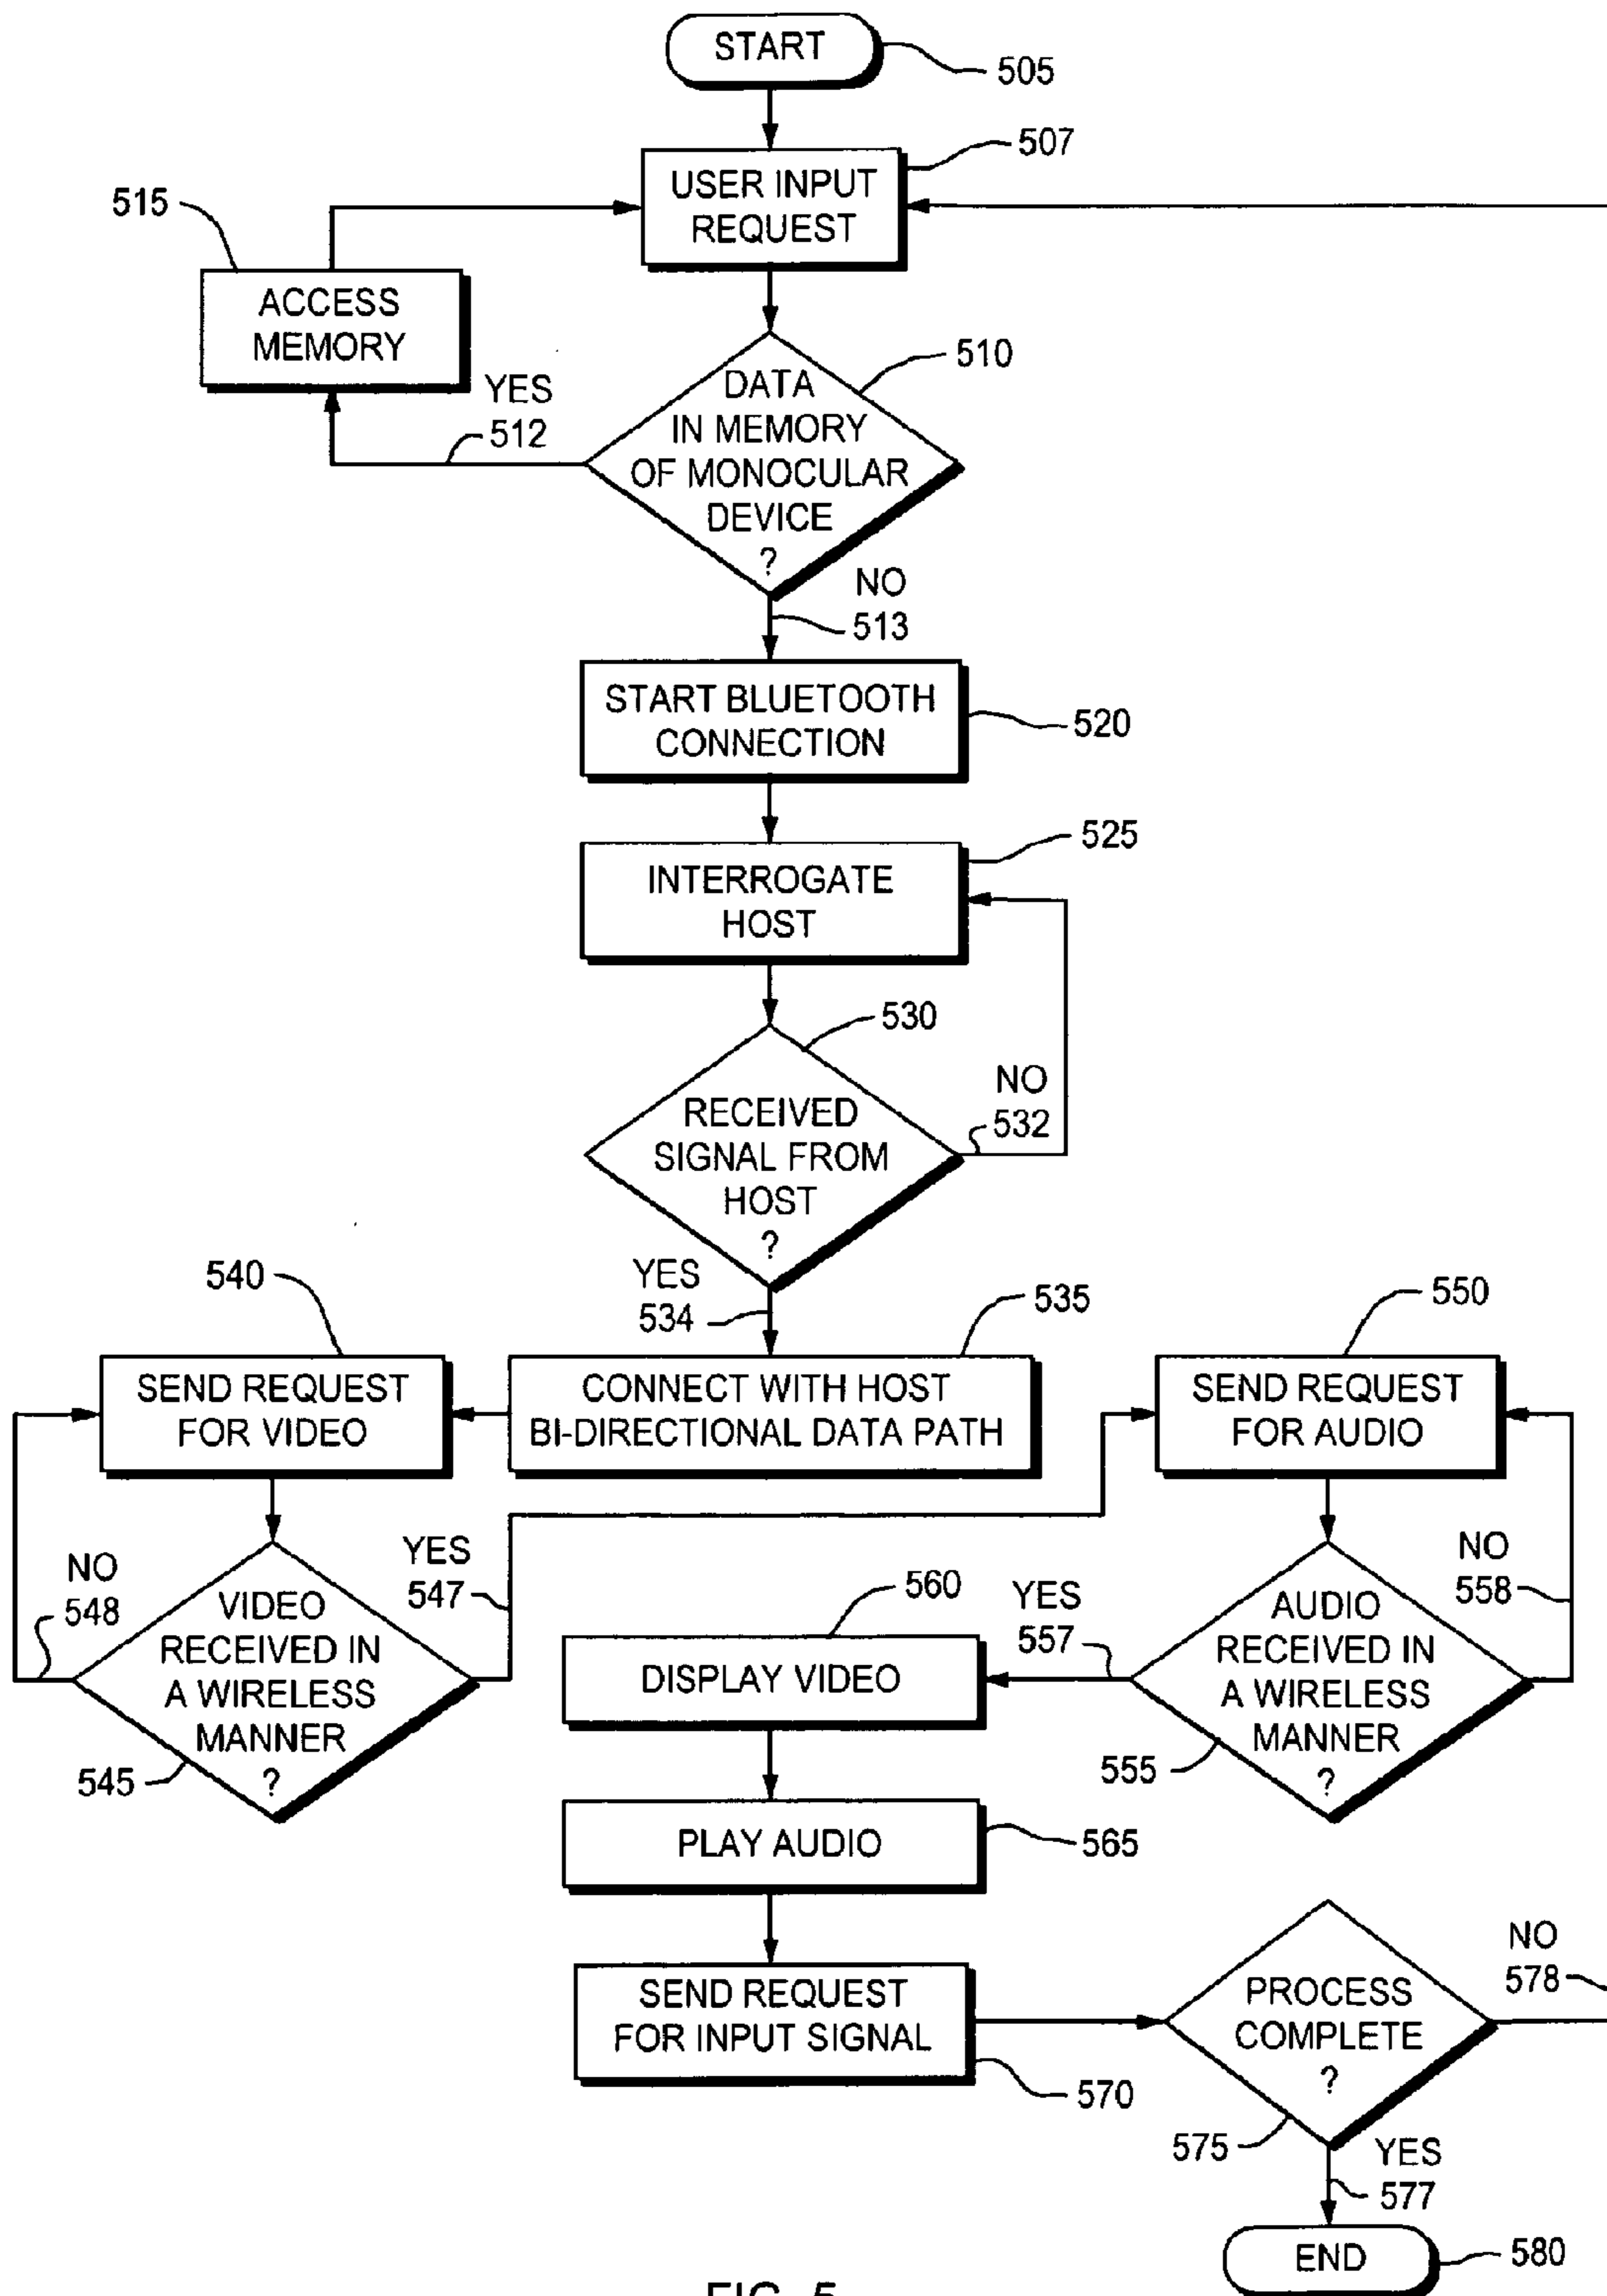 START
505
507
USER INPUT
REQUEST
515
ACCESS
MEMORY
510
DATA
IN MEMORY
OF MONOCULAR
DEVICE
?
YES
512
NO
513
START BLUETOOTH
CONNECTION
520
525
INTERROGATE
HOST
530
RECEIVED
SIGNAL FROM
HOST
?
NO
532
YES
534
535
540
550
SEND REQUEST
FOR VIDEO
CONNECT WITH HOST
BI-DIRECTIONAL DATA PATH
SEND REQUEST
FOR AUDIO
NO
548
YES
547
VIDEO
RECEIVED IN
A WIRELESS
MANNER
?
545
560
DISPLAY VIDEO
YES
557
NO
558
AUDIO
RECEIVED IN
A WIRELESS
MANNER
?
555
PLAY AUDIO
565
SEND REQUEST
FOR INPUT SIGNAL
570
PROCESS
COMPLETE
?
575
NO
578
YES
577
END
580
FIG. 5